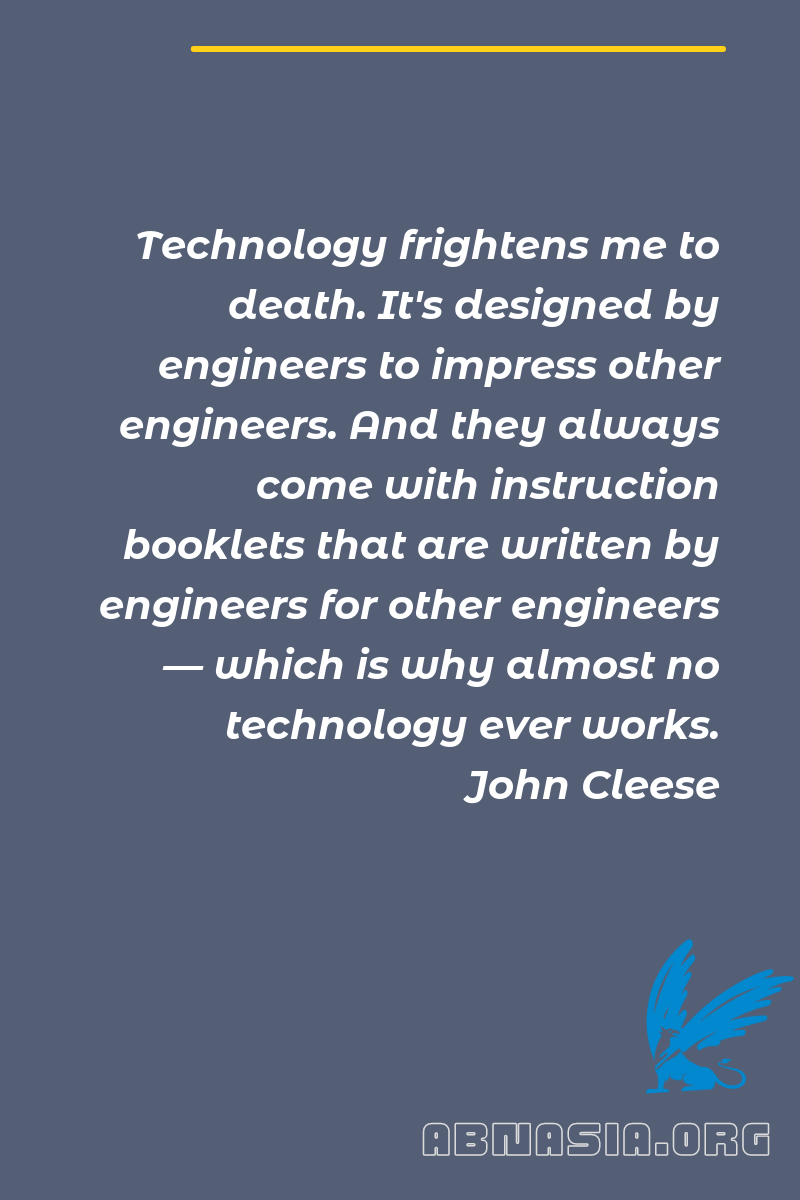 Technology frightens me to
death. It's designed by
engineers to impress other
engineers. And they always
come with instruction
booklets that are written by
engineers for other engineers
— which is why almost no
technology ever works.
John Cleese
ABNASIA.ORG